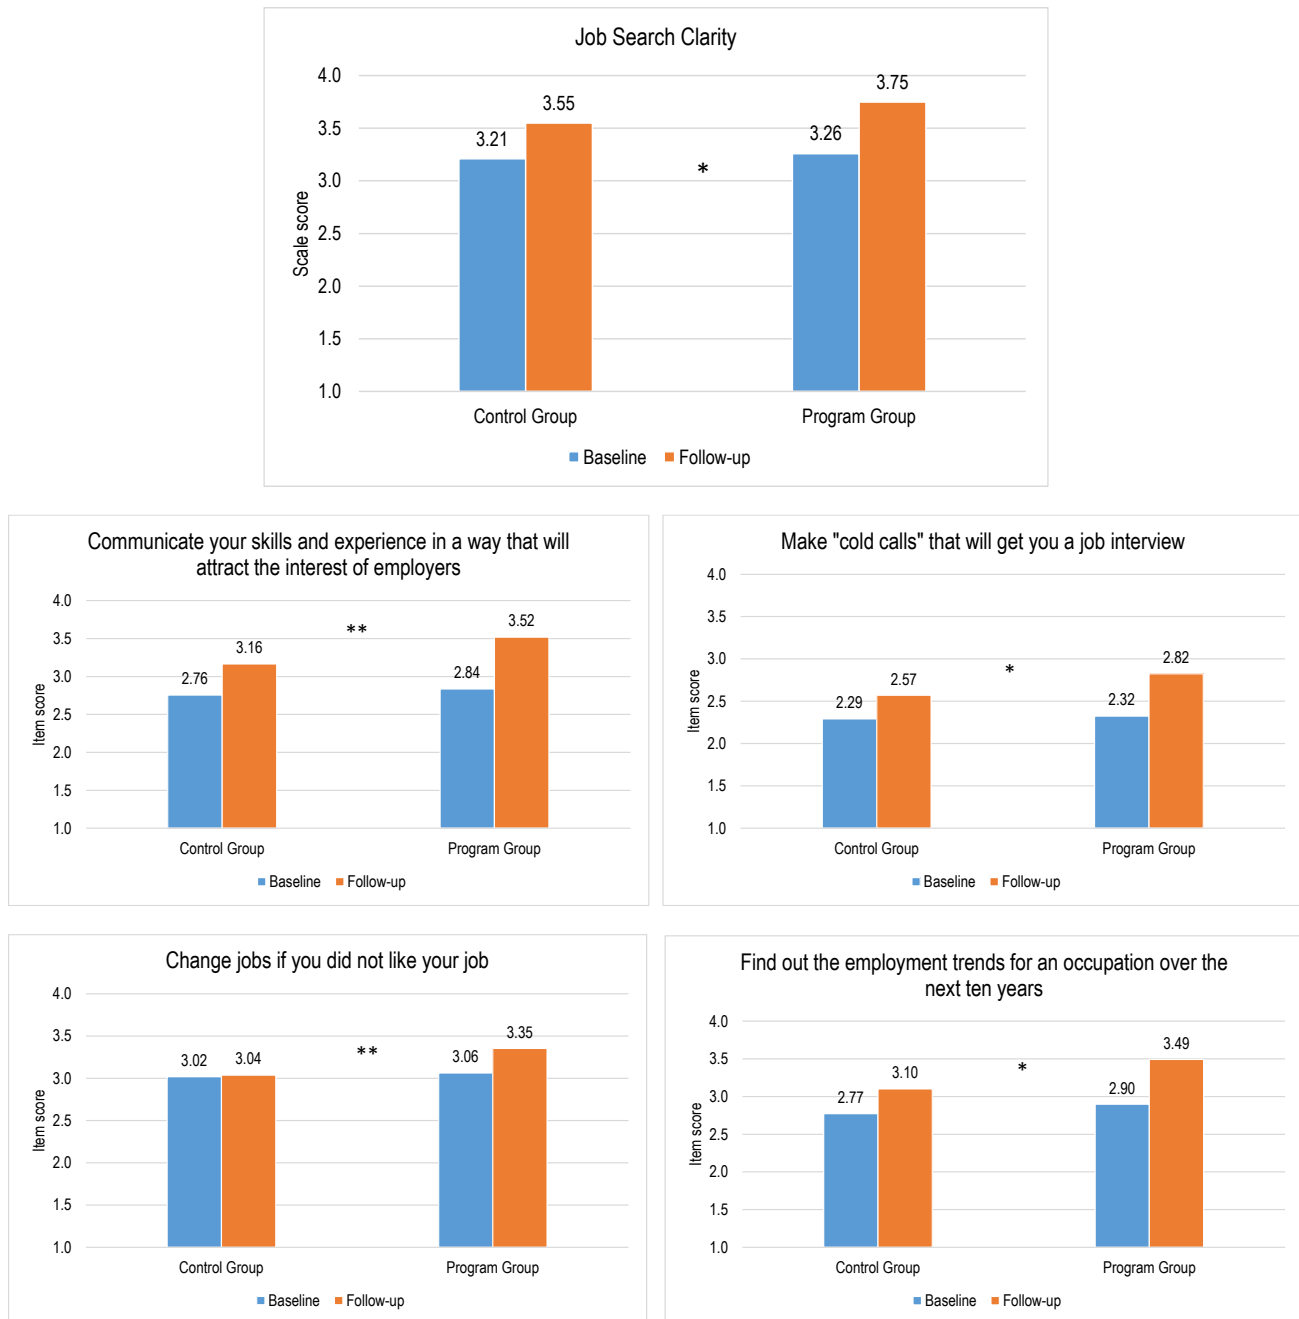 Job Search Clarity
4.0
3.5
3.0
2.5
2.0
1.5
1.0
Scale score
3.21
3.55
*
3.26
3.75
Control Group
Program Group
Baseline
Follow-up
Communicate your skills and experience in a way that will
attract the interest of employers
4.0
3.5
3.0
2.5
2.0
1.5
1.0
Item score
2.76
3.16
**
2.84
3.52
Control Group
Program Group
Baseline
Follow-up
Make "cold calls" that will get you a job interview
4.0
3.5
3.0
2.5
2.0
1.5
1.0
Item score
2.29
2.57
*
2.32
2.82
Control Group
Program Group
Baseline
Follow-up
Change jobs if you did not like your job
4.0
3.5
3.0
2.5
2.0
1.5
1.0
Item score
3.02
3.04
**
3.06
3.35
Control Group
Program Group
Baseline
Follow-up
Find out the employment trends for an occupation over the
next ten years
4.0
3.5
3.0
2.5
2.0
1.5
1.0
Item score
2.77
3.10
*
2.90
3.49
Control Group
Program Group
Baseline
Follow-up